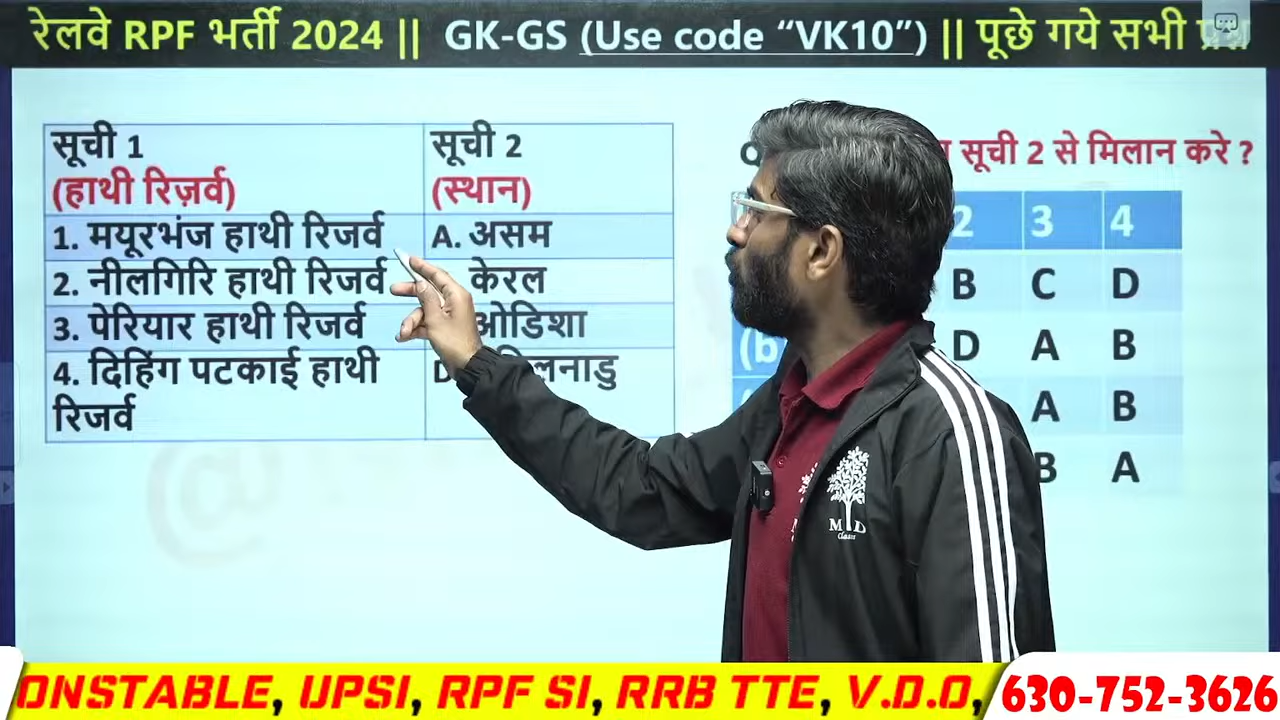 रेलवे RPF भर्ती 2024 || GK-GS (Use code “VK10”) || पूछे गये सभी
सूची 1
(हाथी रिज़र्व)
सूची 2
(स्थान)
1. मयूरभंज हाथी रिजर्व
A. असम
2. नीलगिरि हाथी रिजर्व
केरल
3. पेरियार हाथी रिजर्व
ओडिशा
4. दिहिंग पटकाई हाथी
रिजर्व
D
सूची 2 से मिलान करे ?
2 3 4
B C D
(b D A B
A B
B A
M D
Classes
ONSTABLE, UPSI, RPF SI, RRB TTE, V.D.O, 630-752-3626